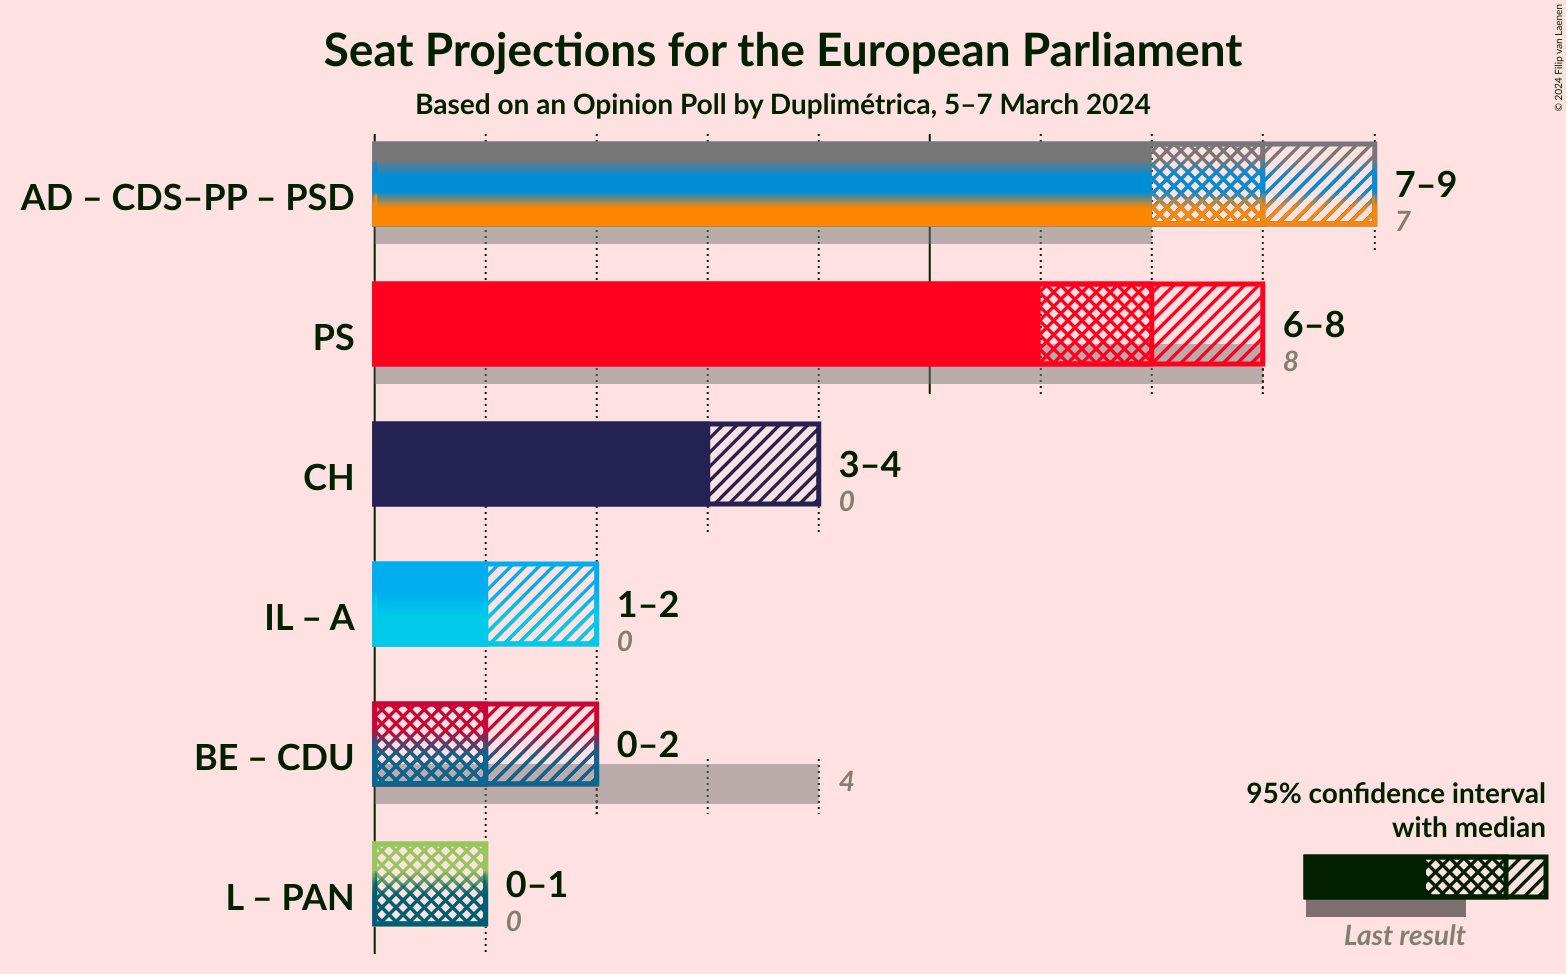 Seat Projections for the European Parliament
Based on an Opinion Poll by Duplimétrica, 5–7 March 2024
© 2024 Filip van Laenen
AD – CDS–PP – PSD
7–9
7
PS
6–8
8
CH
3–4
0
IL – A
1–2
0
BE – CDU
0–2
4
L – PAN
0–1
0
95% confidence interval
with median
Last result